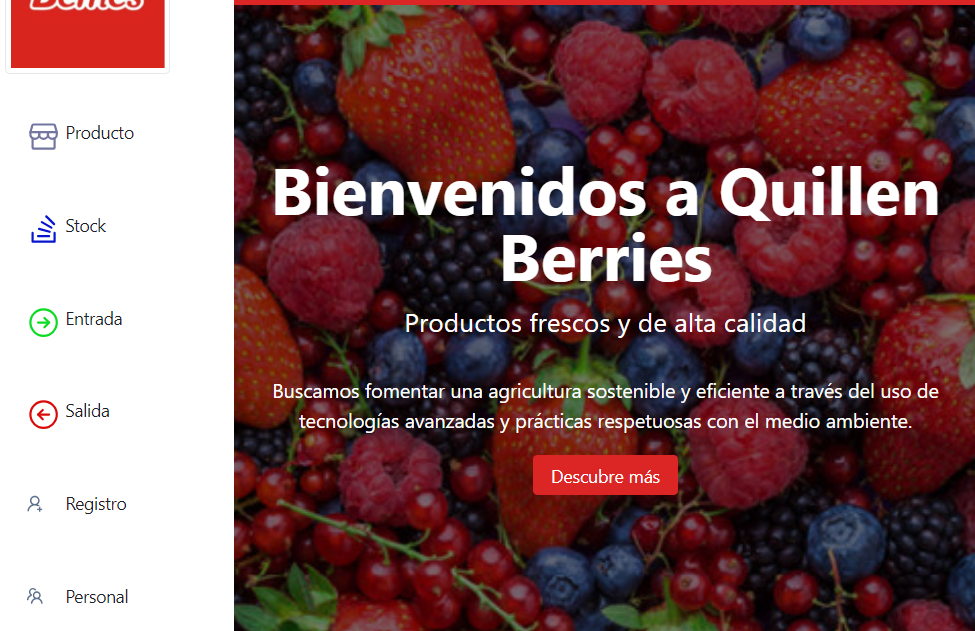 Berries
Producto
Stock
Entrada
Salida
Registro
Personal
Bienvenidos a Quillen
Berries
Productos frescos y de alta calidad
Buscamos fomentar una agricultura sostenible y eficiente a través del uso de
tecnologías avanzadas y prácticas respetuosas con el medio ambiente.
Descubre más